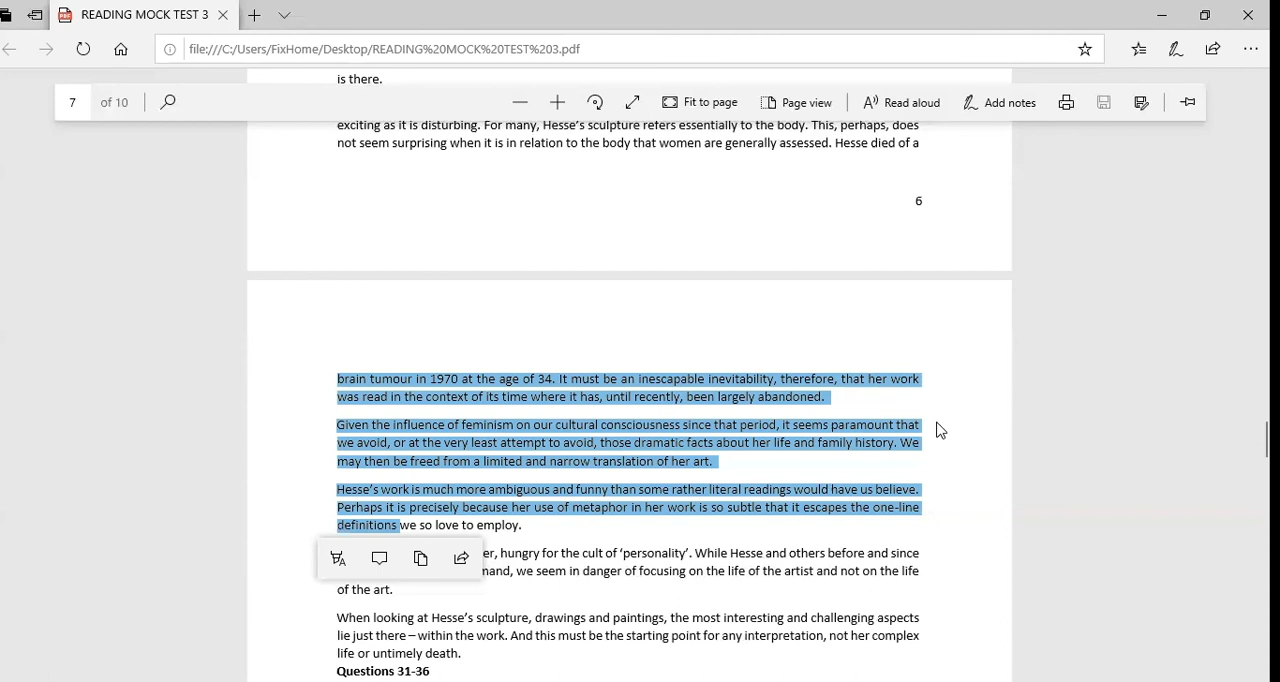 READING MOCK TEST 3
file:///C:/Users/FixHome/Desktop/READING%20MOCK%20TEST%203.pdf
is there.
7 of 10 Fit to page Page view Read aloud Add notes
exciting as it is disturbing. For many, Hesse's sculpture refers essentially to the body. This, perhaps, does
not seem surprising when it is in relation to the body that women are generally assessed. Hesse died of a
6
brain tumour in 1970 at the age of 34. It must be an inescapable inevitability, therefore, that her work
was read in the context of its time where it has, until recently, been largely abandoned.
Given the influence of feminism on our cultural consciousness since that period, it seems paramount that
we avoid, or at the very least attempt to avoid, those dramatic facts about her life and family history. We
may then be freed from a limited and narrow translation of her art.
Hesse's work is much more ambiguous and funny than some rather literal readings would have us believe.
Perhaps it is precisely because her use of metaphor in her work is so subtle that it escapes the one-line
definitions we so love to employ.
er, hungry for the cult of 'personality'. While Hesse and others before and since
mand, we seem in danger of focusing on the life of the artist and not on the life
of the art.
When looking at Hesse's sculpture, drawings and paintings, the most interesting and challenging aspects
lie just there – within the work. And this must be the starting point for any interpretation, not her complex
life or untimely death.
Questions 31-36